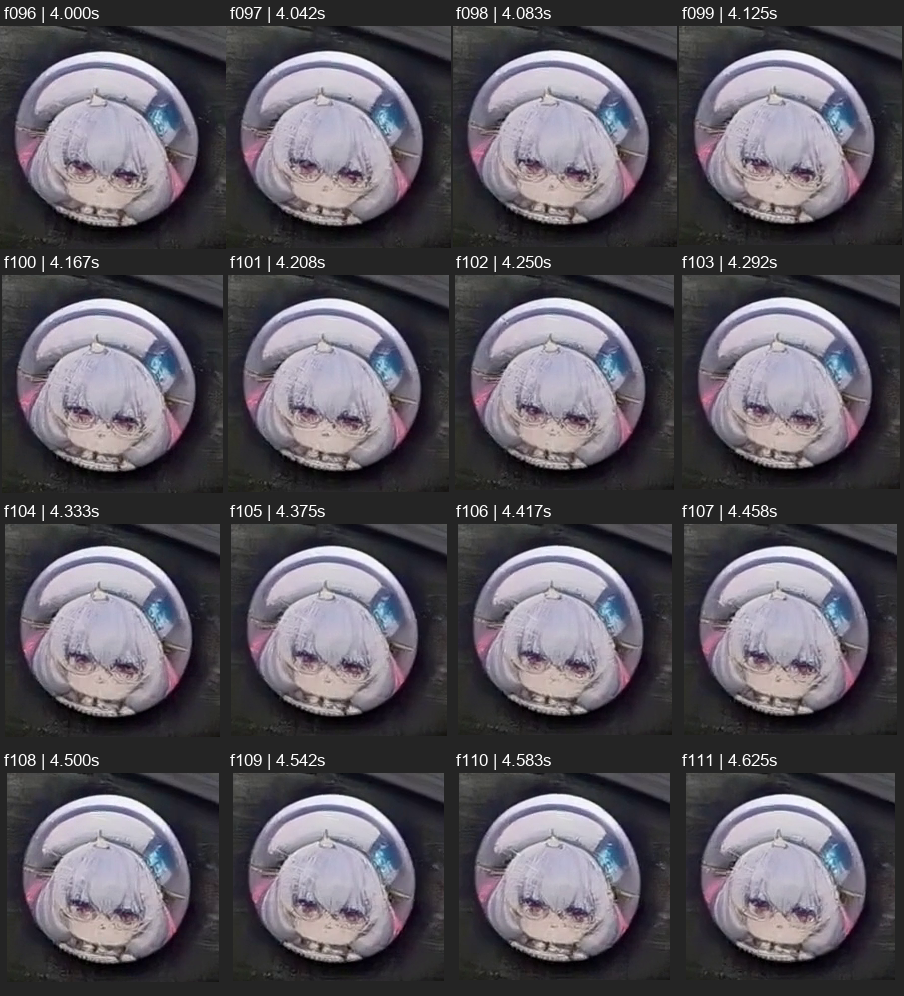 f096 | 4.000s
f097 | 4.042s
f098 | 4.083s
f099 | 4.125s
f100 | 4.167s
f101 | 4.208s
f102 | 4.250s
f103 | 4.292s
f104 | 4.333s
f105 | 4.375s
f106 | 4.417s
f107 | 4.458s
f108 | 4.500s
f109 | 4.542s
f110 | 4.583s
f111 | 4.625s